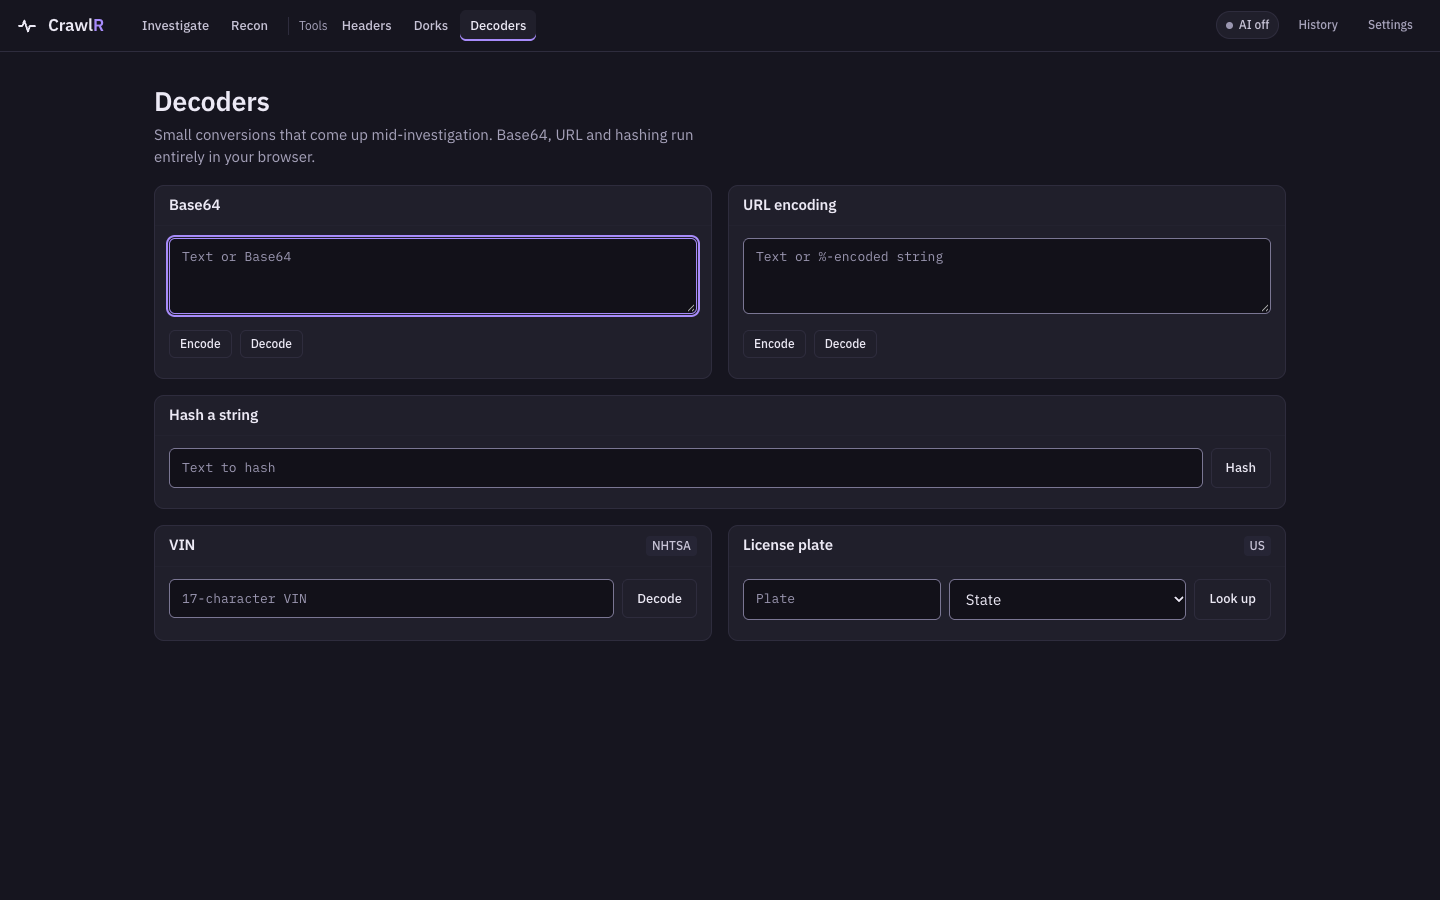 CrawlR
Investigate
Recon
Tools
Headers
Dorks
Decoders
AI off
History
Settings
Decoders
Small conversions that come up mid-investigation. Base64, URL and hashing run
entirely in your browser.
Base64
Text or Base64
Encode
Decode
URL encoding
Text or %-encoded string
Encode
Decode
Hash a string
Text to hash
Hash
VIN
NHTSA
17-character VIN
Decode
License plate
US
Plate
State
Look up